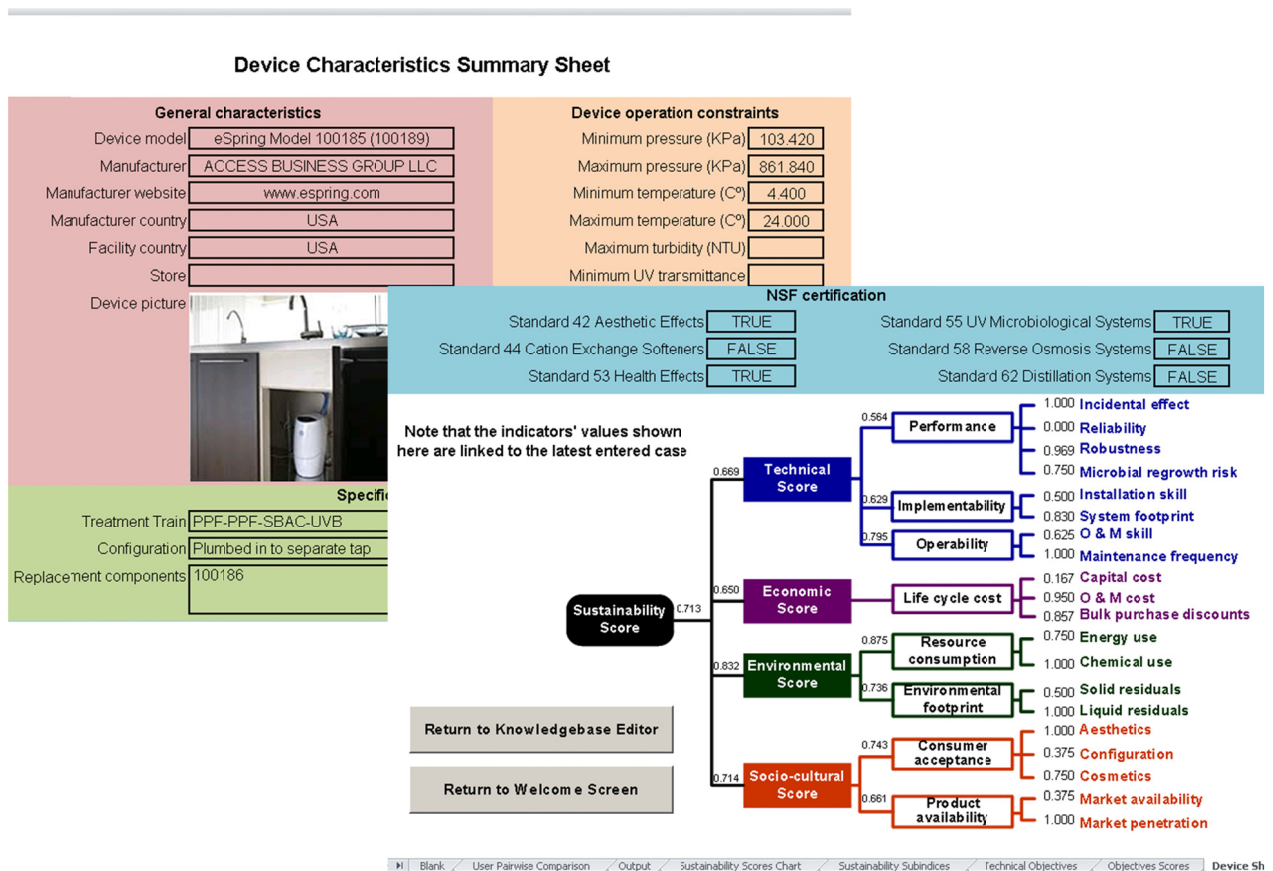 Device Characteristics Summary Sheet
General characteristics
Device model eSpring Model 100185 (100189)
Manufacturer ACCESS BUSINESS GROUP LLC
Manufacturer website www.espring.com
Manufacturer country USA
Facility country USA
Store
Device picture
Device operation constraints
Minimum pressure (KPa) 103.420
Maximum pressure (KPa) 861.840
Minimum temperature (Cº) 4.400
Maximum temperature (Cº) 24.000
Maximum turbidity (NTU)
Minimum UV transmittance
Specific
Treatment Train PPF-PPF-SBAC-UVB
Configuration Plumbed in to separate tap
Replacement components 100186
NSF certification
Standard 42 Aesthetic Effects TRUE
Standard 44 Cation Exchange Softeners FALSE
Standard 53 Health Effects TRUE
Standard 55 UV Microbiological Systems TRUE
Standard 58 Reverse Osmosis Systems FALSE
Standard 62 Distillation Systems FALSE
Note that the indicators' values shown
here are linked to the latest entered case
Sustainability
Score
0.713
0.669
Technical
Score
0.564
Performance
1.000 Incidental effect
0.000 Reliability
0.969 Robustness
0.750 Microbial regrowth risk
0.629
Implementability
0.500 Installation skill
0.830 System footprint
0.795
Operability
0.625 O & M skill
1.000 Maintenance frequency
0.650
Economic
Score
Life cycle cost
0.167 Capital cost
0.950 O & M cost
0.857 Bulk purchase discounts
0.832
Environmental
Score
0.875
Resource
consumption
0.750 Energy use
1.000 Chemical use
0.736
Environmental
footprint
0.500 Solid residuals
1.000 Liquid residuals
0.714
Socio-cultural
Score
0.743
Consumer
acceptance
1.000 Aesthetics
0.375 Configuration
0.750 Cosmetics
0.661
Product
availability
0.375 Market availability
1.000 Market penetration
Return to Knowledgebase Editor
Return to Welcome Screen
Blank User Pairwise Comparison Output Sustainability Scores Chart Sustainability Subindices Technical Objectives Objectives Scores Device Sh